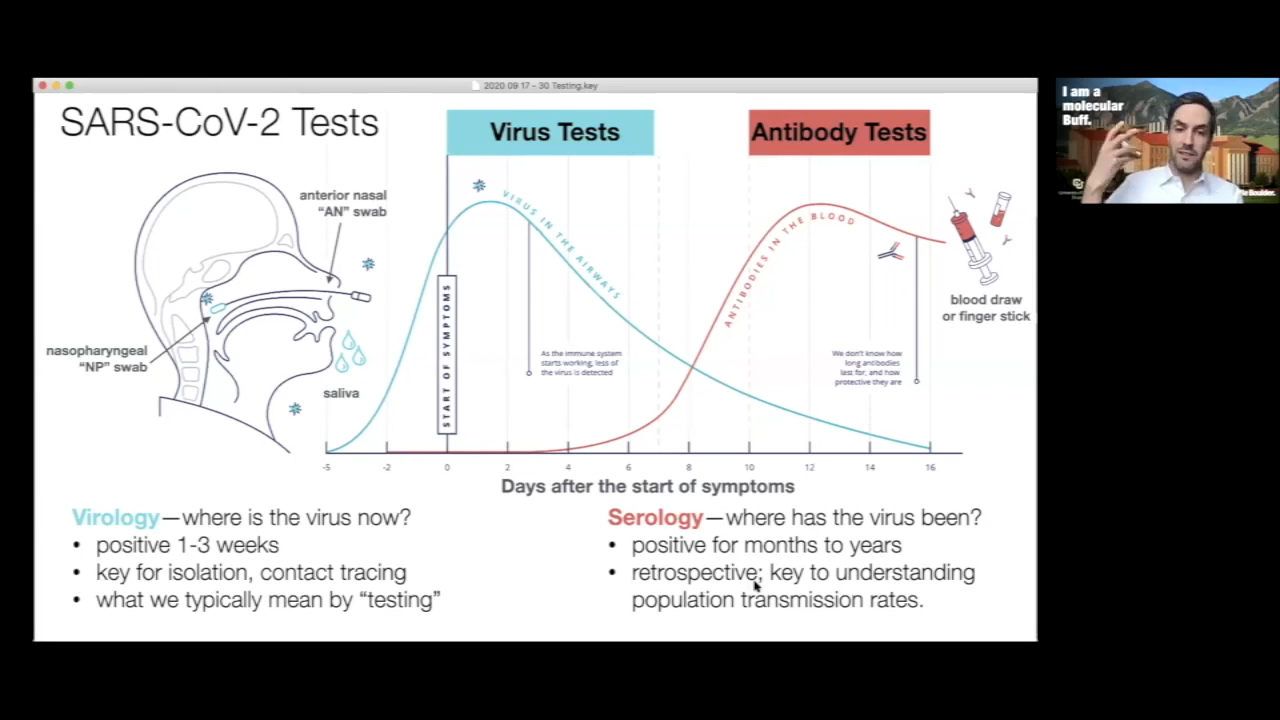 2020 09 17 - 30 Testing.key
SARS-CoV-2 Tests
Virus Tests
Antibody Tests
anterior nasal
“AN” swab
nasopharyngeal
“NP” swab
saliva
START OF SYMPTOMS
VIRUS IN THE AIRWAYS
As the immune system
starts working, less of
the virus is detected
ANTIBODIES IN THE BLOOD
We don't know how
long antibodies
last for, and how
protective they are
blood draw
or finger stick
-5 -2 0 2 4 6 8 10 12 14 16
Days after the start of symptoms
Virology—where is the virus now?
• positive 1-3 weeks
• key for isolation, contact tracing
• what we typically mean by “testing”
Serology—where has the virus been?
• positive for months to years
• retrospective; key to understanding
population transmission rates.
I am a
molecular
Buff.
Boulder.